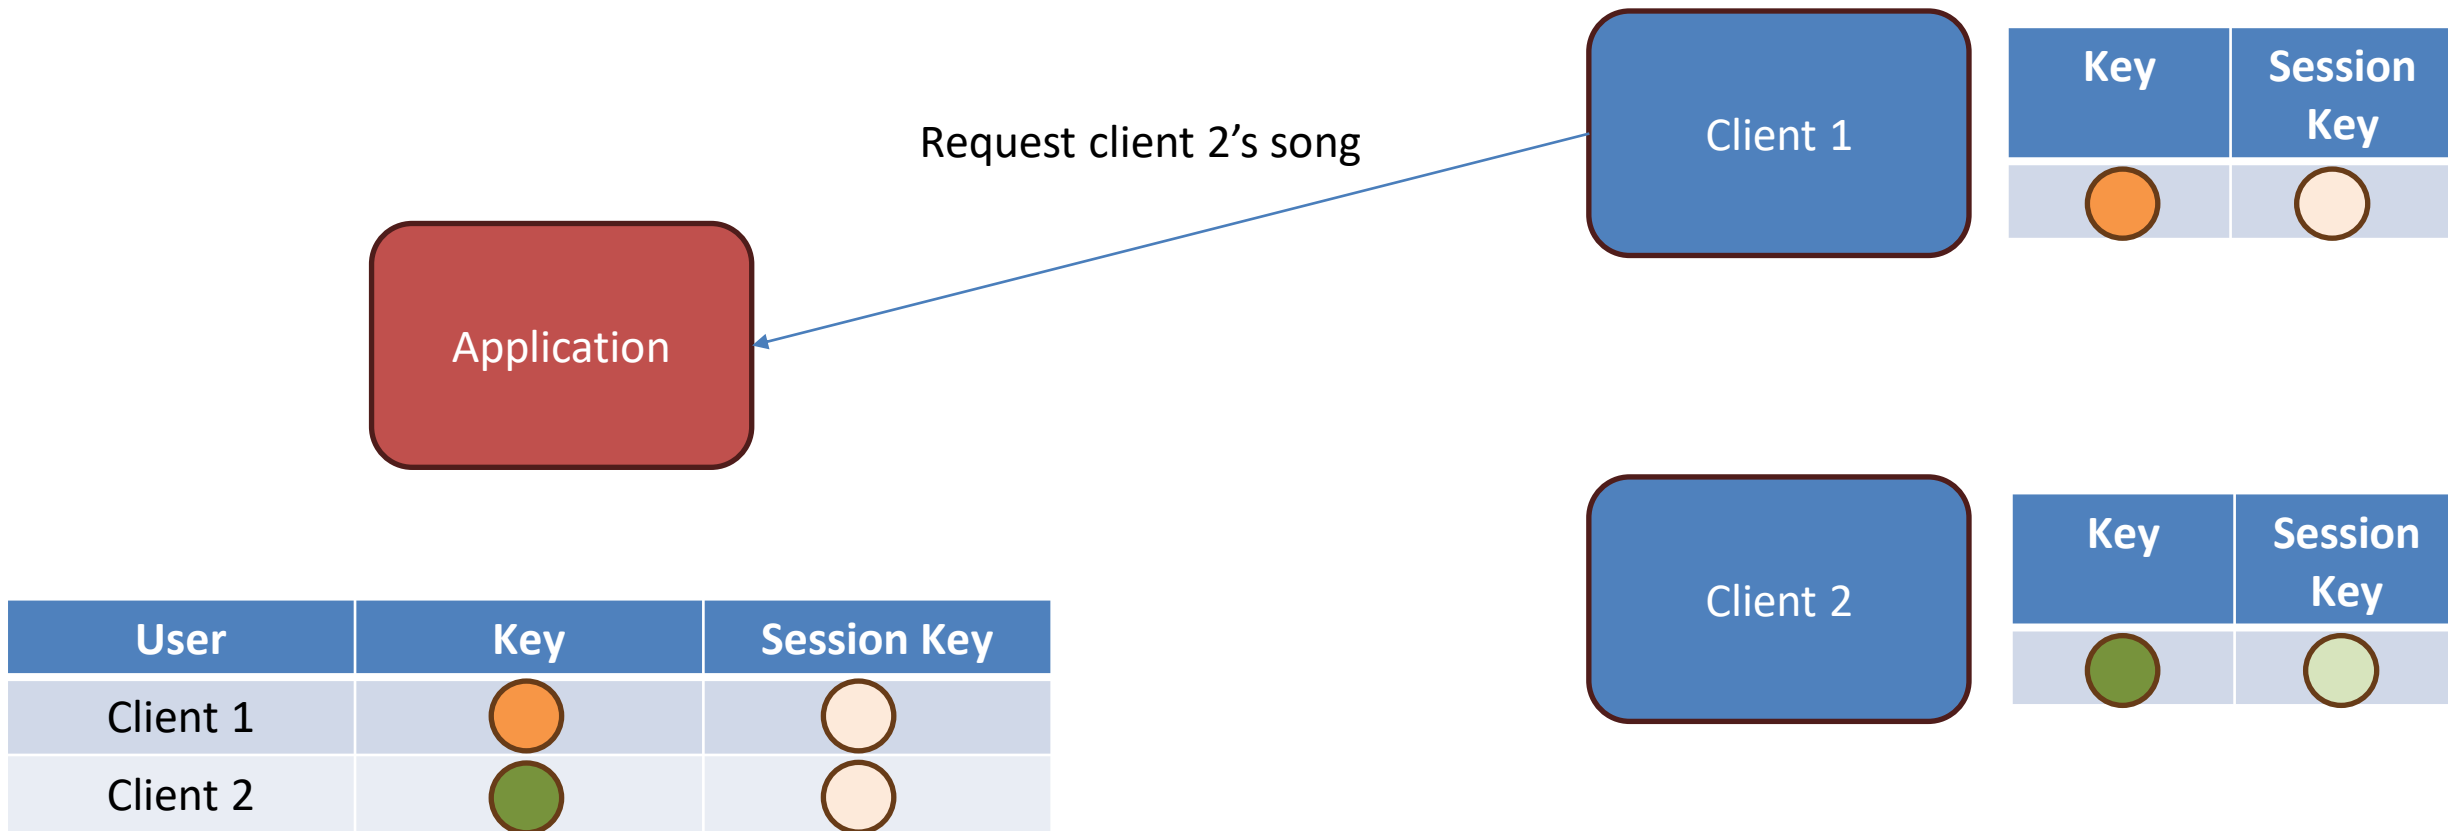 Request client 2’s song
Application
Client 1
Key Session
Key
Client 2
Key Session
Key
User Key Session Key
Client 1
Client 2